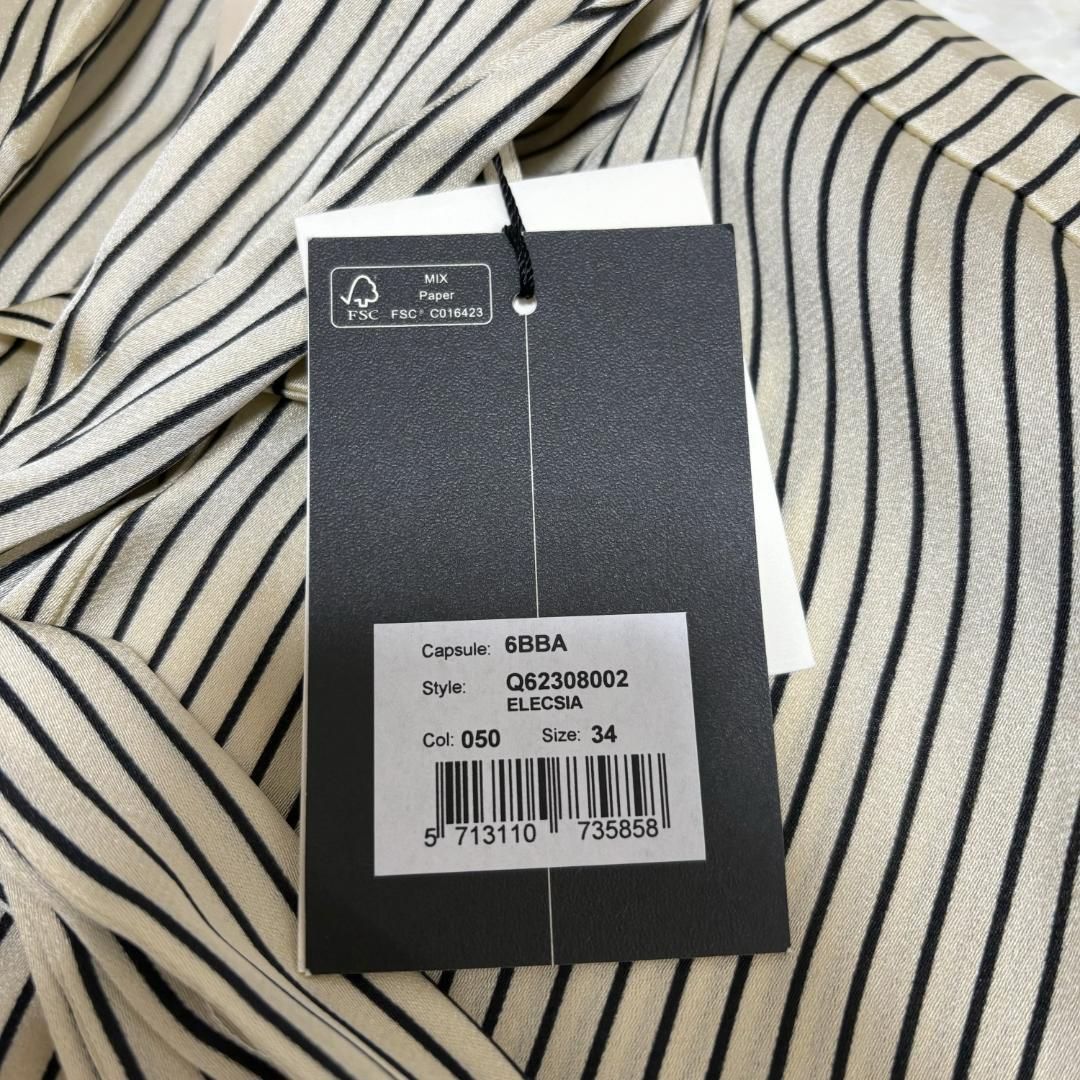 MIX
Paper
FSC FSC® C016423
Capsule: 6BBA
Style: Q62308002
ELECSIA
Col: 050 Size: 34
5 713110 735858